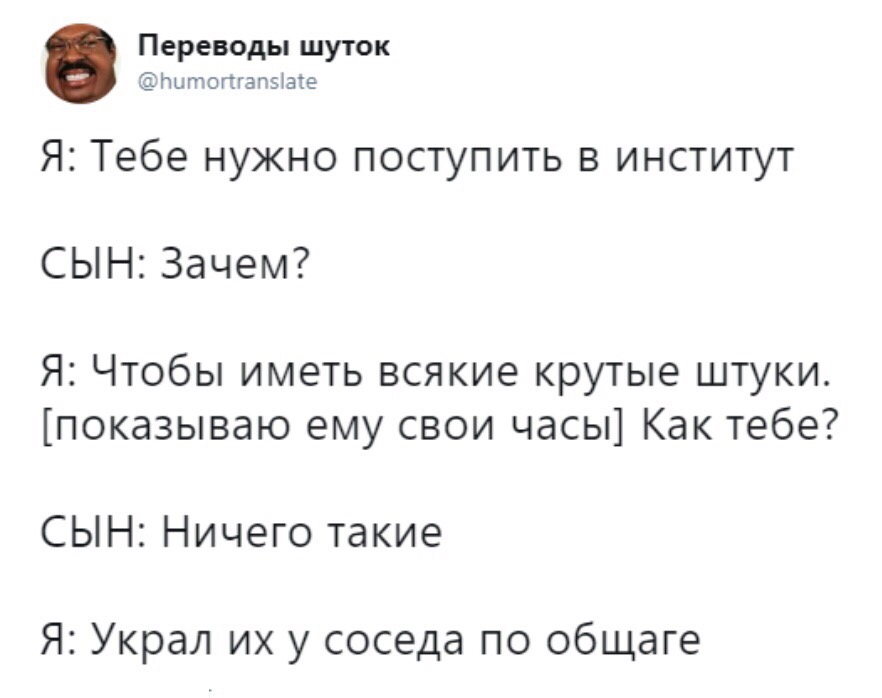 Переводы шуток
@humortranslate
Я: Тебе нужно поступить в институт
СЫН: Зачем?
Я: Чтобы иметь всякие крутые штуки.
[показываю ему свои часы] Как тебе?
СЫН: Ничего такие
Я: Украл их у соседа по общаге